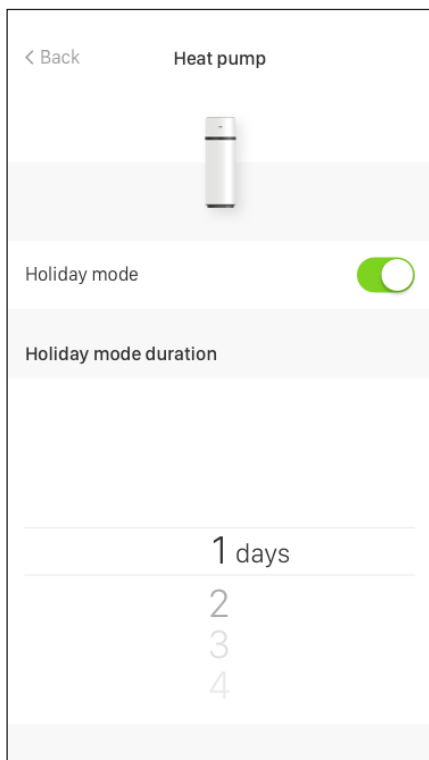 < Back Heat pump
Holiday mode
Holiday mode duration
1 days
2
3
4